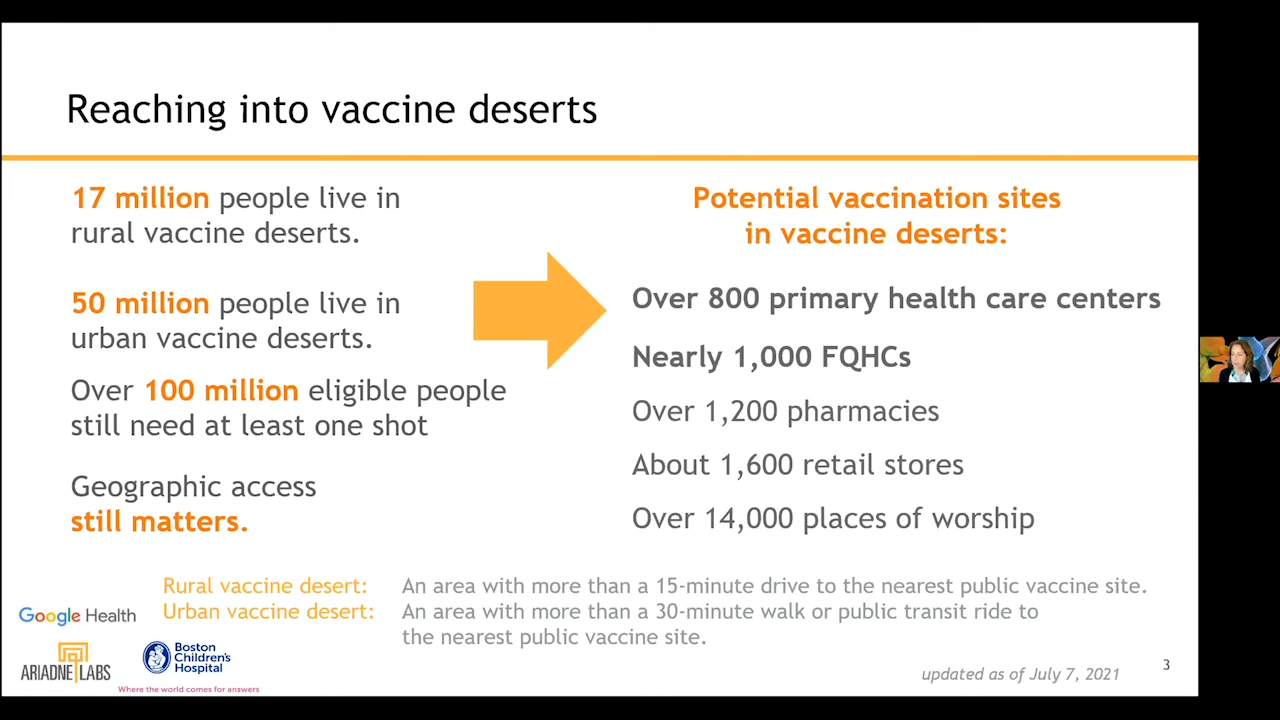 Reaching into vaccine deserts
17 million people live in
rural vaccine deserts.
50 million people live in
urban vaccine deserts.
Over 100 million eligible people
still need at least one shot
Geographic access
still matters.
Potential vaccination sites
in vaccine deserts:
Over 800 primary health care centers
Nearly 1,000 FQHCs
Over 1,200 pharmacies
About 1,600 retail stores
Over 14,000 places of worship
Rural vaccine desert: An area with more than a 15-minute drive to the nearest public vaccine site.
Urban vaccine desert: An area with more than a 30-minute walk or public transit ride to
the nearest public vaccine site.
Google Health
ARIADNE LABS
Boston
Children's
Hospital
Where the world comes for answers
updated as of July 7, 2021
3